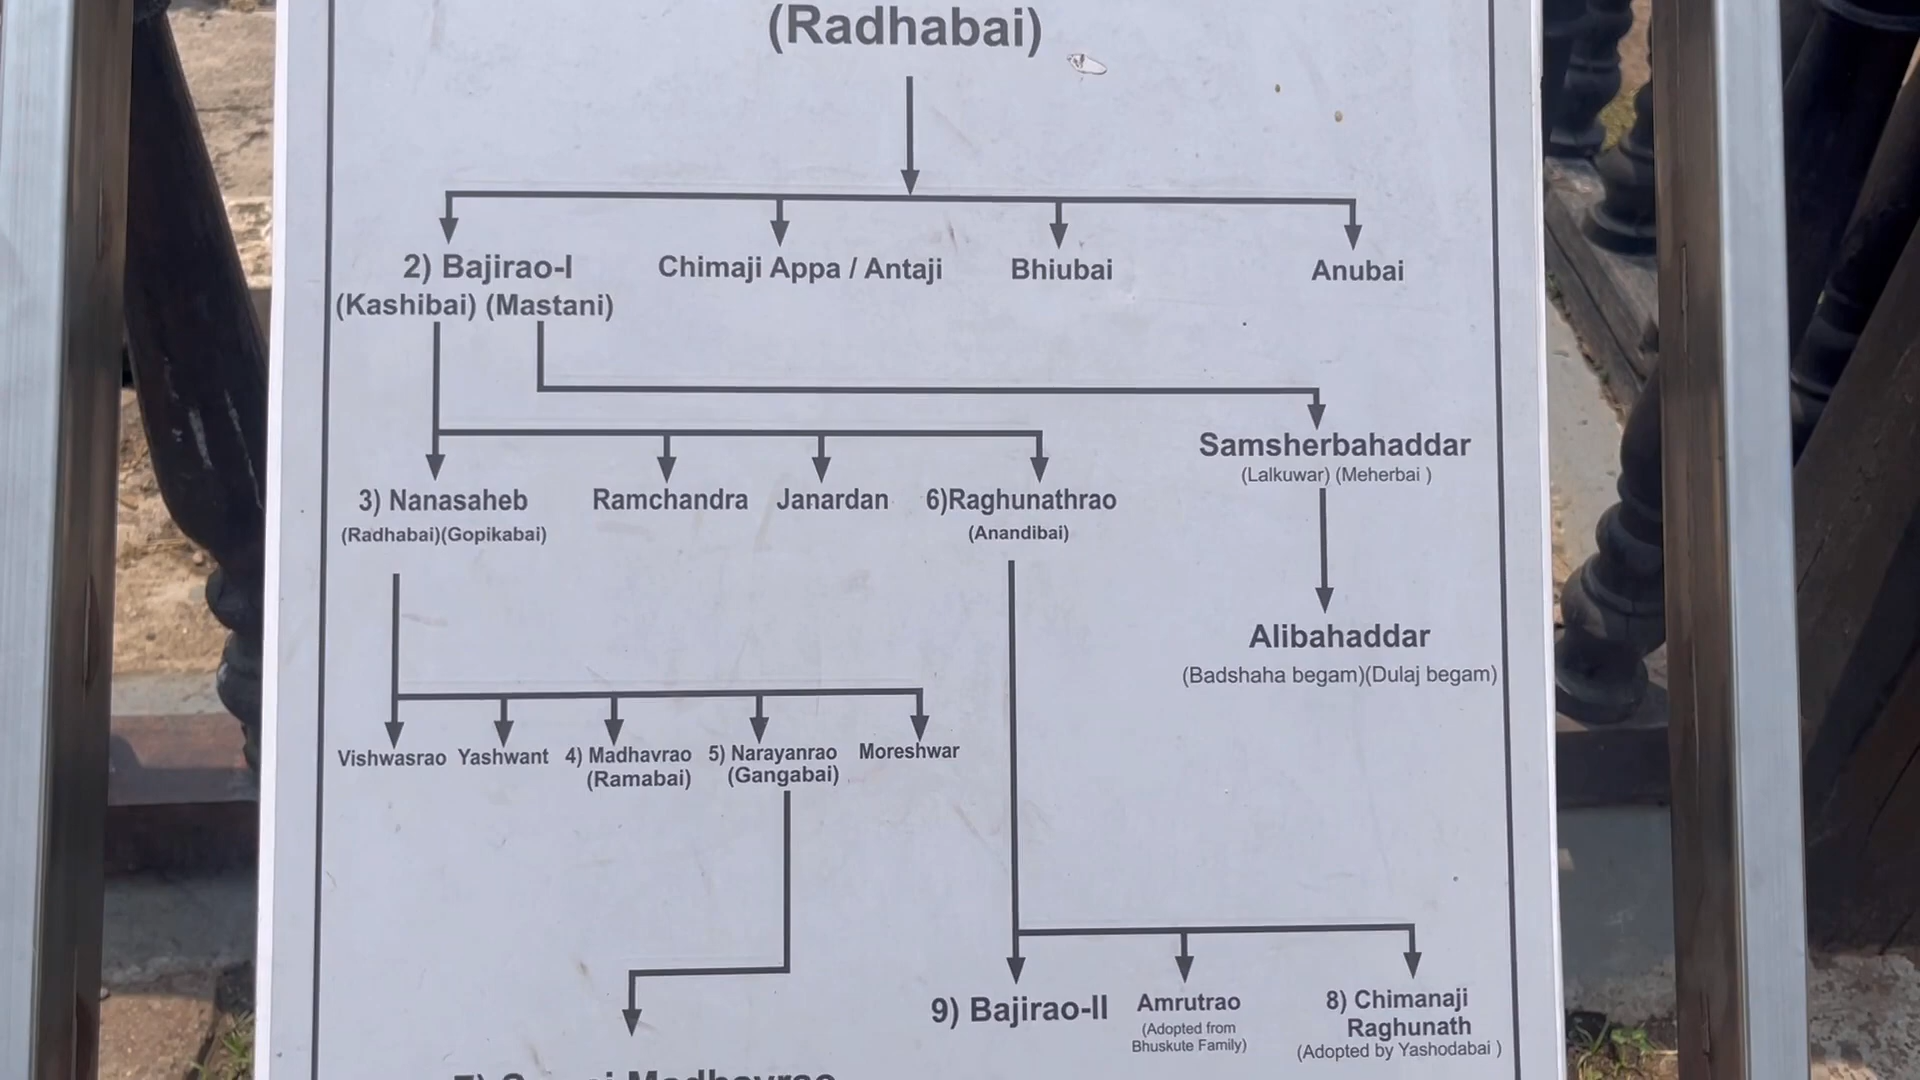 (Radhabai)
2) Bajirao-I
(Kashibai) (Mastani)
Chimaji Appa / Antaji
Bhiubai
Anubai
Samsherbahaddar
(Lalkuwar) (Meherbai )
3) Nanasaheb
(Radhabai)(Gopikabai)
Ramchandra
Janardan
6)Raghunathrao
(Anandibai)
Alibahaddar
(Badshaha begam)(Dulaj begam)
Vishwasrao
Yashwant
4) Madhavrao
(Ramabai)
5) Narayanrao
(Gangabai)
Moreshwar
9) Bajirao-II
Amrutrao
(Adopted from
Bhuskute Family)
8) Chimanaji
Raghunath
(Adopted by Yashodabai )
Madhavrao